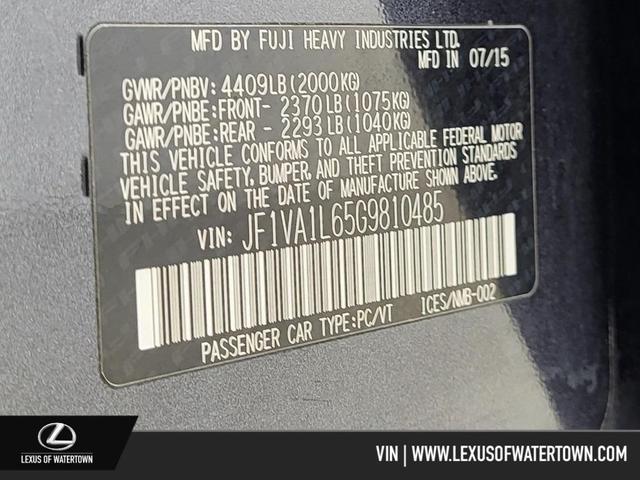 MFD BY FUJI HEAVY INDUSTRIES LTD.
MFD IN 07/15
GVWR/PNBV: 4409LB(2000KG)
GAWR/PNBE:FRONT- 2370LB(1075KG)
GAWR/PNBE:REAR - 2293LB(1040KG)
THIS VEHICLE CONFORMS TO ALL APPLICABLE FEDERAL MOTOR
VEHICLE SAFETY, BUMPER, AND THEFT PREVENTION STANDARDS
IN EFFECT ON THE DATE OF MANUFACTURE SHOWN ABOVE.
VIN: JF1VA1L65G9810485
PASSENGER CAR TYPE:PC/VT ICES/NMB-002
LEXUS OF WATERTOWN.
VIN | WWW.LEXUSOFWATERTOWN.COM